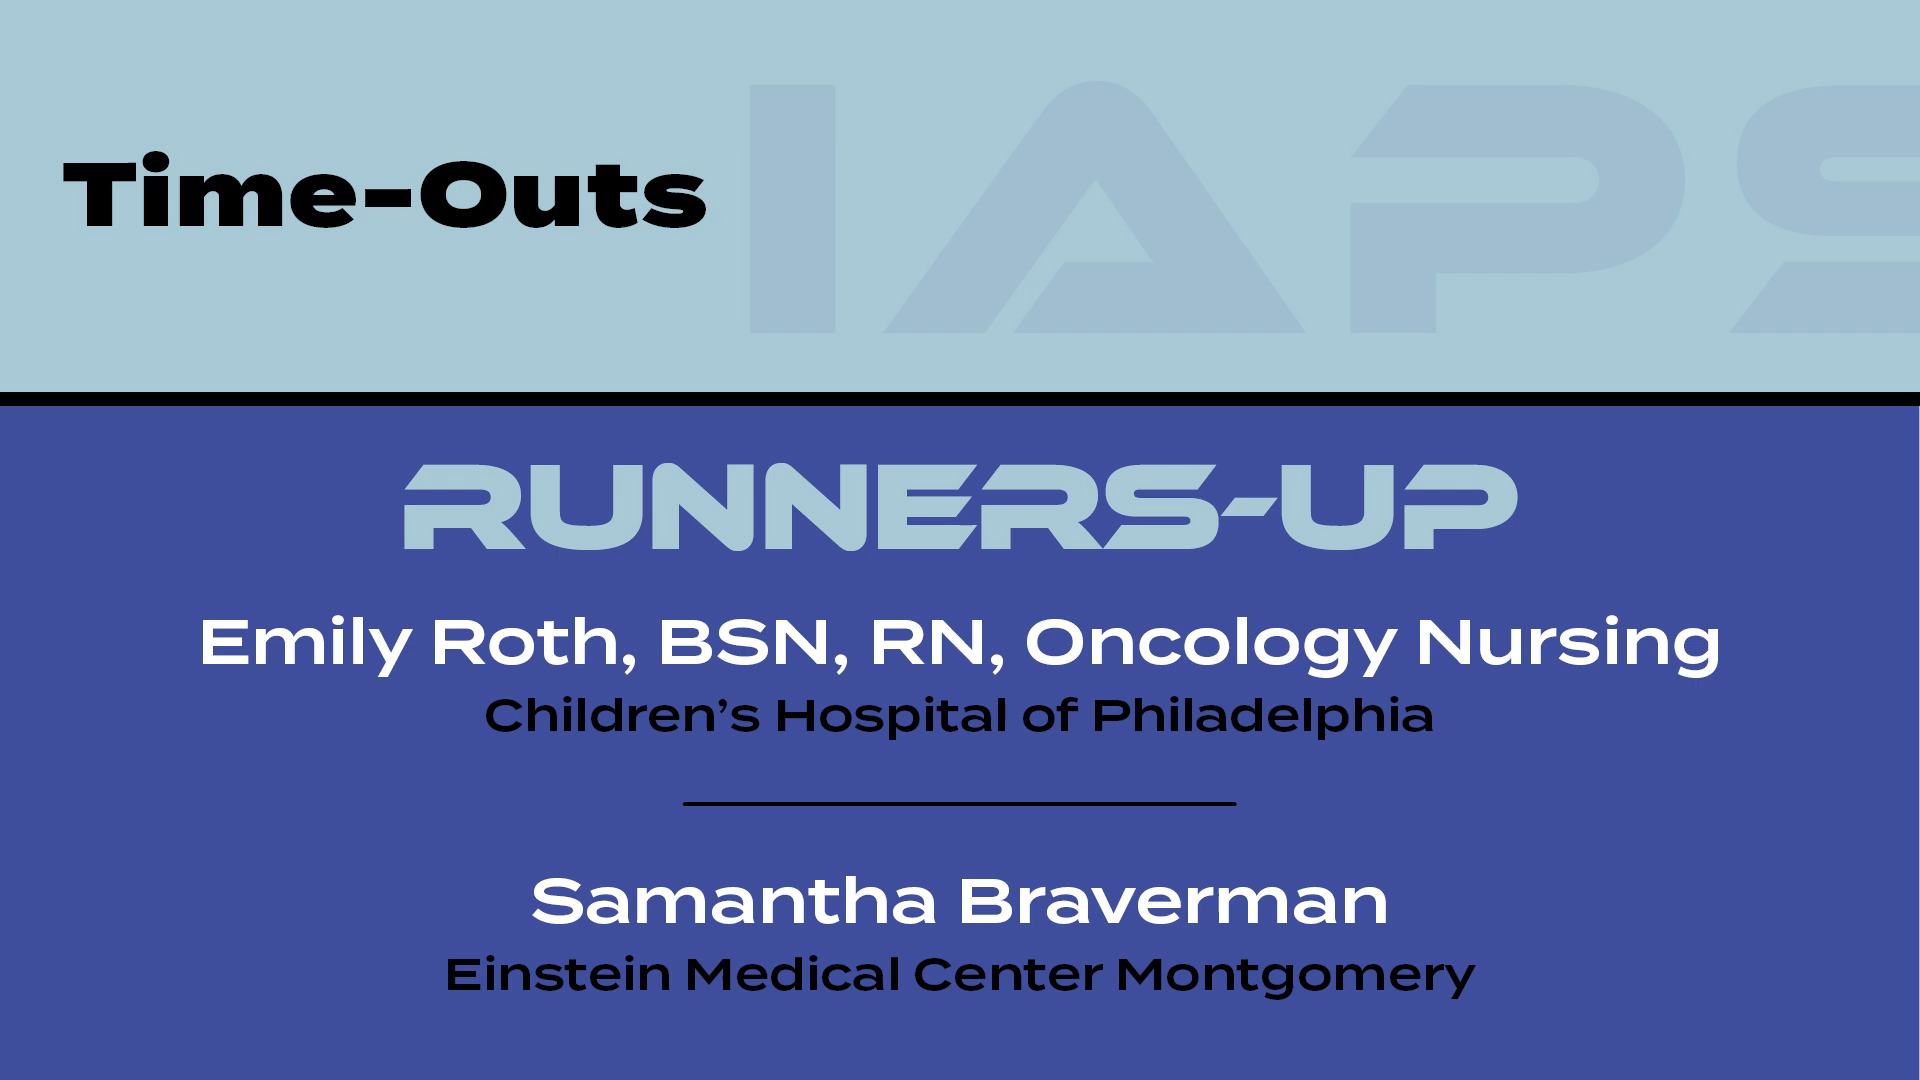 Time-Outs
IAPS
RUNNERS-UP
Emily Roth, BSN, RN, Oncology Nursing
Children’s Hospital of Philadelphia
Samantha Braverman
Einstein Medical Center Montgomery